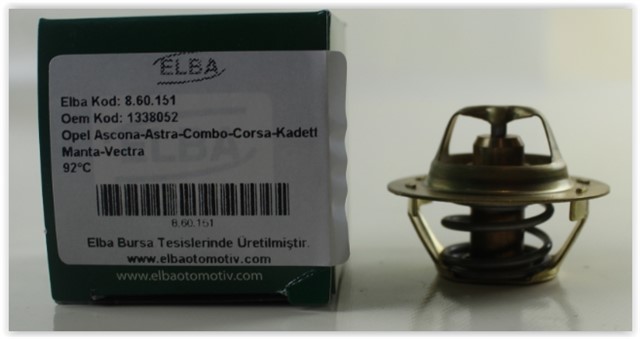 ELBA
Elba Kod: 8.60.151
Oem Kod: 1338052
Opel Ascona-Astra-Combo-Corsa-Kadett
Manta-Vectra
92°C
8.60.151
Elba Bursa Tesislerinde Üretilmiştir.
www.elbaotomotiv.com
www.elbaotomotiv.com